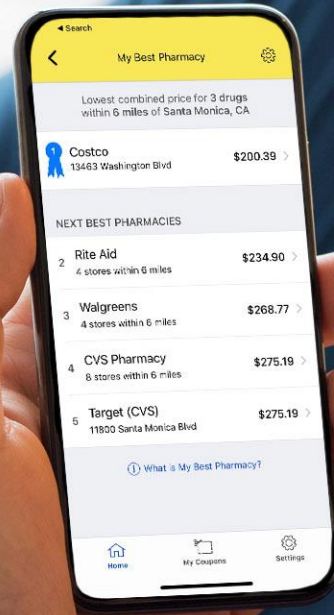 Search
My Best Pharmacy
Lowest combined price for 3 drugs
within 6 miles of Santa Monica, CA
1
Costco
13463 Washington Blvd
$200.39
NEXT BEST PHARMACIES
2
Rite Aid
4 stores within 6 miles
$234.90
3
Walgreens
4 stores within 6 miles
$268.77
4
CVS Pharmacy
8 stores within 6 miles
$275.19
5
Target (CVS)
11800 Santa Monica Blvd
$275.19
What is My Best Pharmacy?
Home
My Coupons
Settings